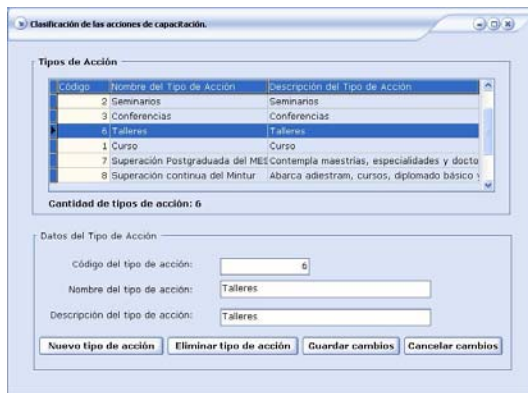 Clasificación de las acciones de capacitación.
Tipos de Acción
Código Nombre del Tipo de Acción Descripción del Tipo de Acción
2 Seminarios Seminarios
3 Conferencias Conferencias
6 Talleres Talleres
1 Curso Curso
7 Superación Postgraduada del MES Contempla maestrías, especialidades y docto
8 Superación continua del Mintur Abarca adiestram, cursos, diplomado básico y
Cantidad de tipos de acción: 6
Datos del Tipo de Acción
Código del tipo de acción: 6
Nombre del tipo de acción: Talleres
Descripción del tipo de acción: Talleres
Nuevo tipo de acción Eliminar tipo de acción Guardar cambios Cancelar cambios